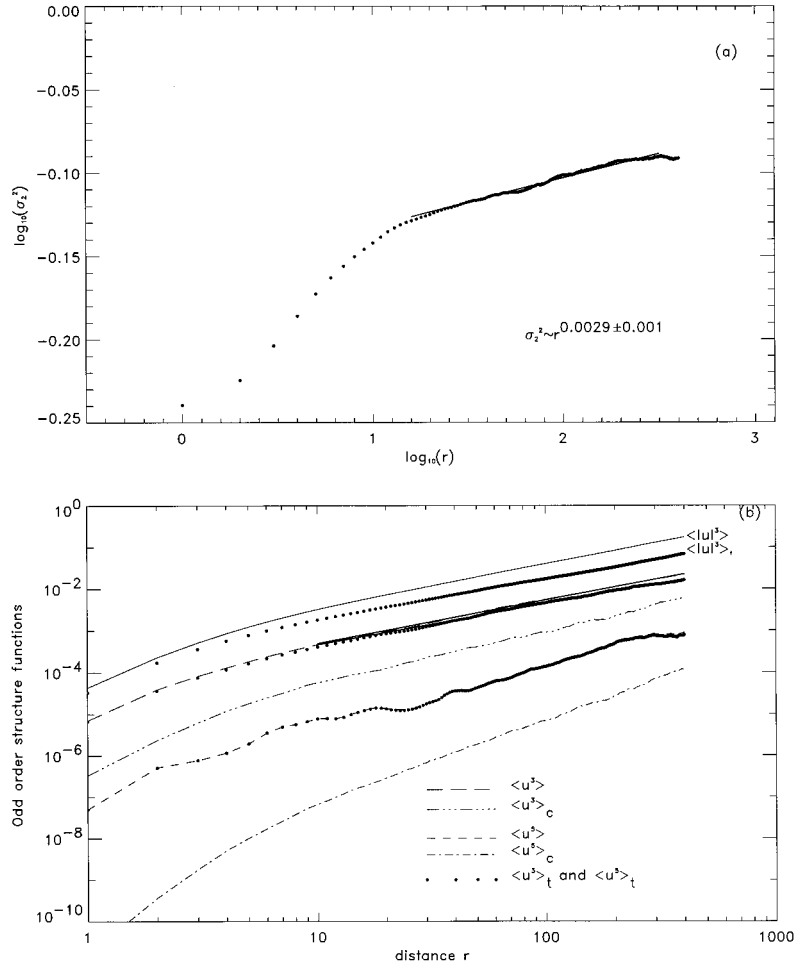 (a)
0.00
−0.05
−0.10
−0.15
−0.20
−0.25
log₁₀(σ₂²)
σ₂²~r^0.0029±0.001
0 1 2 3
log₁₀(r)
(b)
10⁰
10⁻²
10⁻⁴
10⁻⁶
10⁻⁸
10⁻¹⁰
Odd order structure functions
<|u|³>
<|u|³>ₜ
<u³>
<u³>c
<u⁵>
<u⁵>c
<u³>t and <u⁵>t
1 10 100 1000
distance r